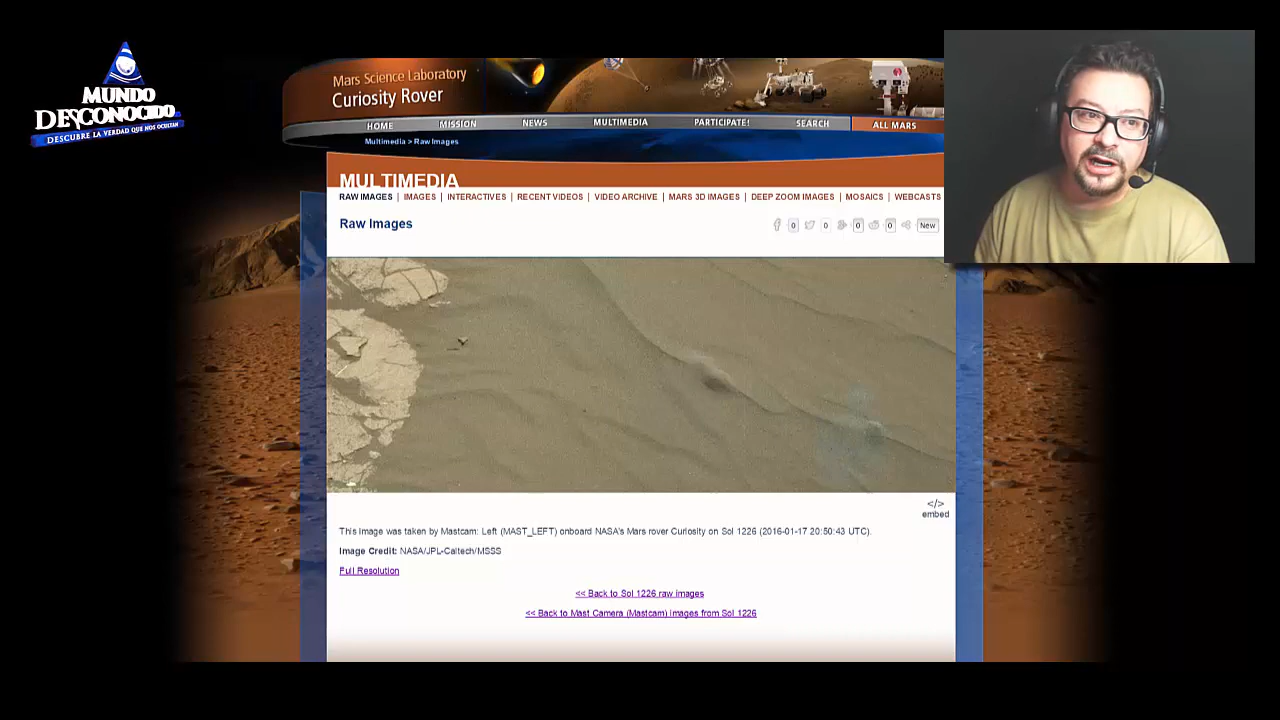 MUNDO
DESCONOCIDO
DESCUBRE LA VERDAD QUE NOS OCULTAN
Mars Science Laboratory
Curiosity Rover
HOME MISSION NEWS MULTIMEDIA PARTICIPATE! SEARCH ALL MARS
Multimedia > Raw Images
MULTIMEDIA
RAW IMAGES | IMAGES | INTERACTIVES | RECENT VIDEOS | VIDEO ARCHIVE | MARS 3D IMAGES | DEEP ZOOM IMAGES | MOSAICS | WEBCASTS
Raw Images
0 0 0 0 New
</>
embed
This image was taken by Mastcam: Left (MAST_LEFT) onboard NASA's Mars rover Curiosity on Sol 1226 (2016-01-17 20:50:43 UTC).
Image Credit: NASA/JPL-Caltech/MSSS
Full Resolution
<< Back to Sol 1226 raw images
<< Back to Mast Camera (Mastcam) images from Sol 1226